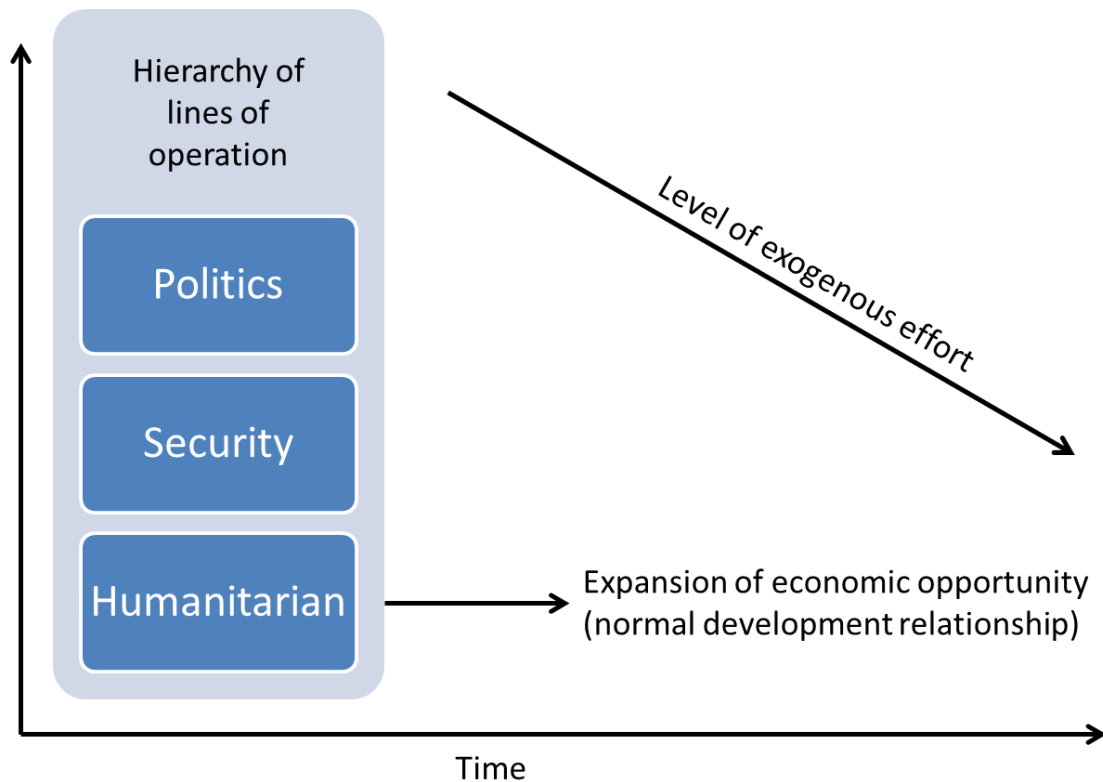 Hierarchy of
lines of
operation
Politics
Security
Humanitarian
Level of exogenous effort
Expansion of economic opportunity
(normal development relationship)
Time